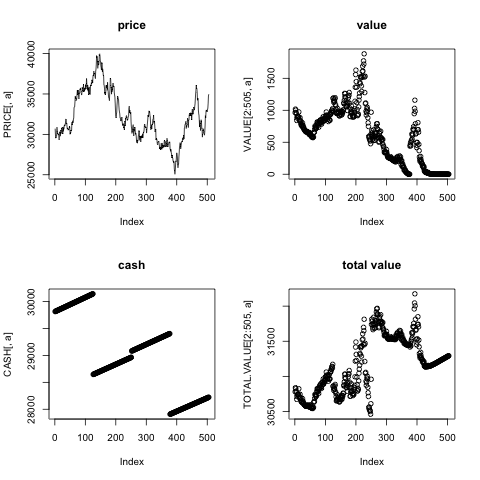 price
PRICE[, a]
25000 30000 35000 40000
0 100 200 300 400 500
Index
value
VALUE[2:505, a]
0 500 1000 1500
0 100 200 300 400 500
Index
cash
CASH[, a]
28000 29000 30000
0 100 200 300 400 500
Index
total value
TOTAL.VALUE[2:505, a]
30500 31500
0 100 200 300 400 500
Index